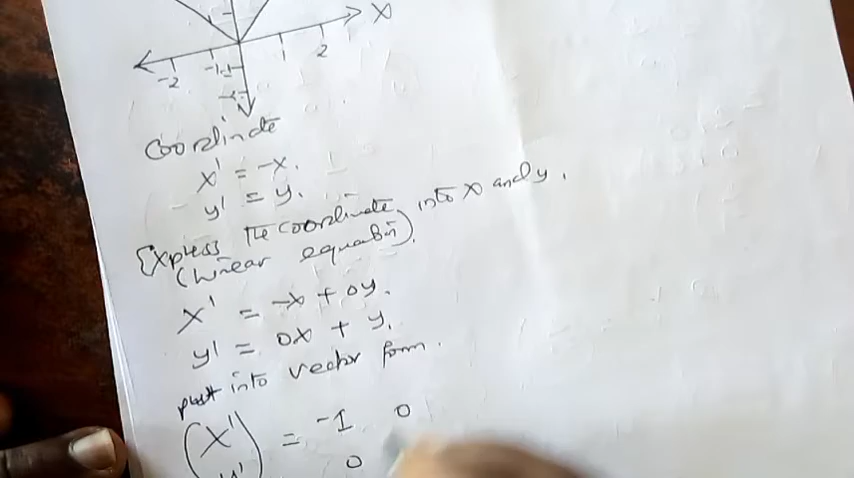 X
-2 -1 1 2
Coordinate
x' = -x.
y' = y.
Express the coordinate into x and y.
(Linear equation).
x' = -x + 0y.
y' = 0x + y.
put into vector form.
(x' = -1 0
y') 0